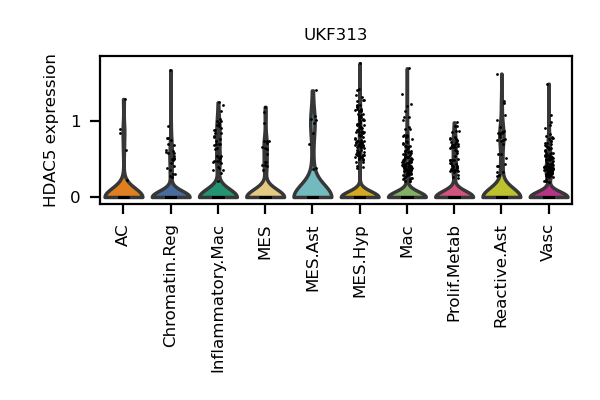 UKF313
HDAC5 expression
1
0
AC
Chromatin.Reg
Inflammatory.Mac
MES
MES.Ast
MES.Hyp
Mac
Prolif.Metab
Reactive.Ast
Vasc